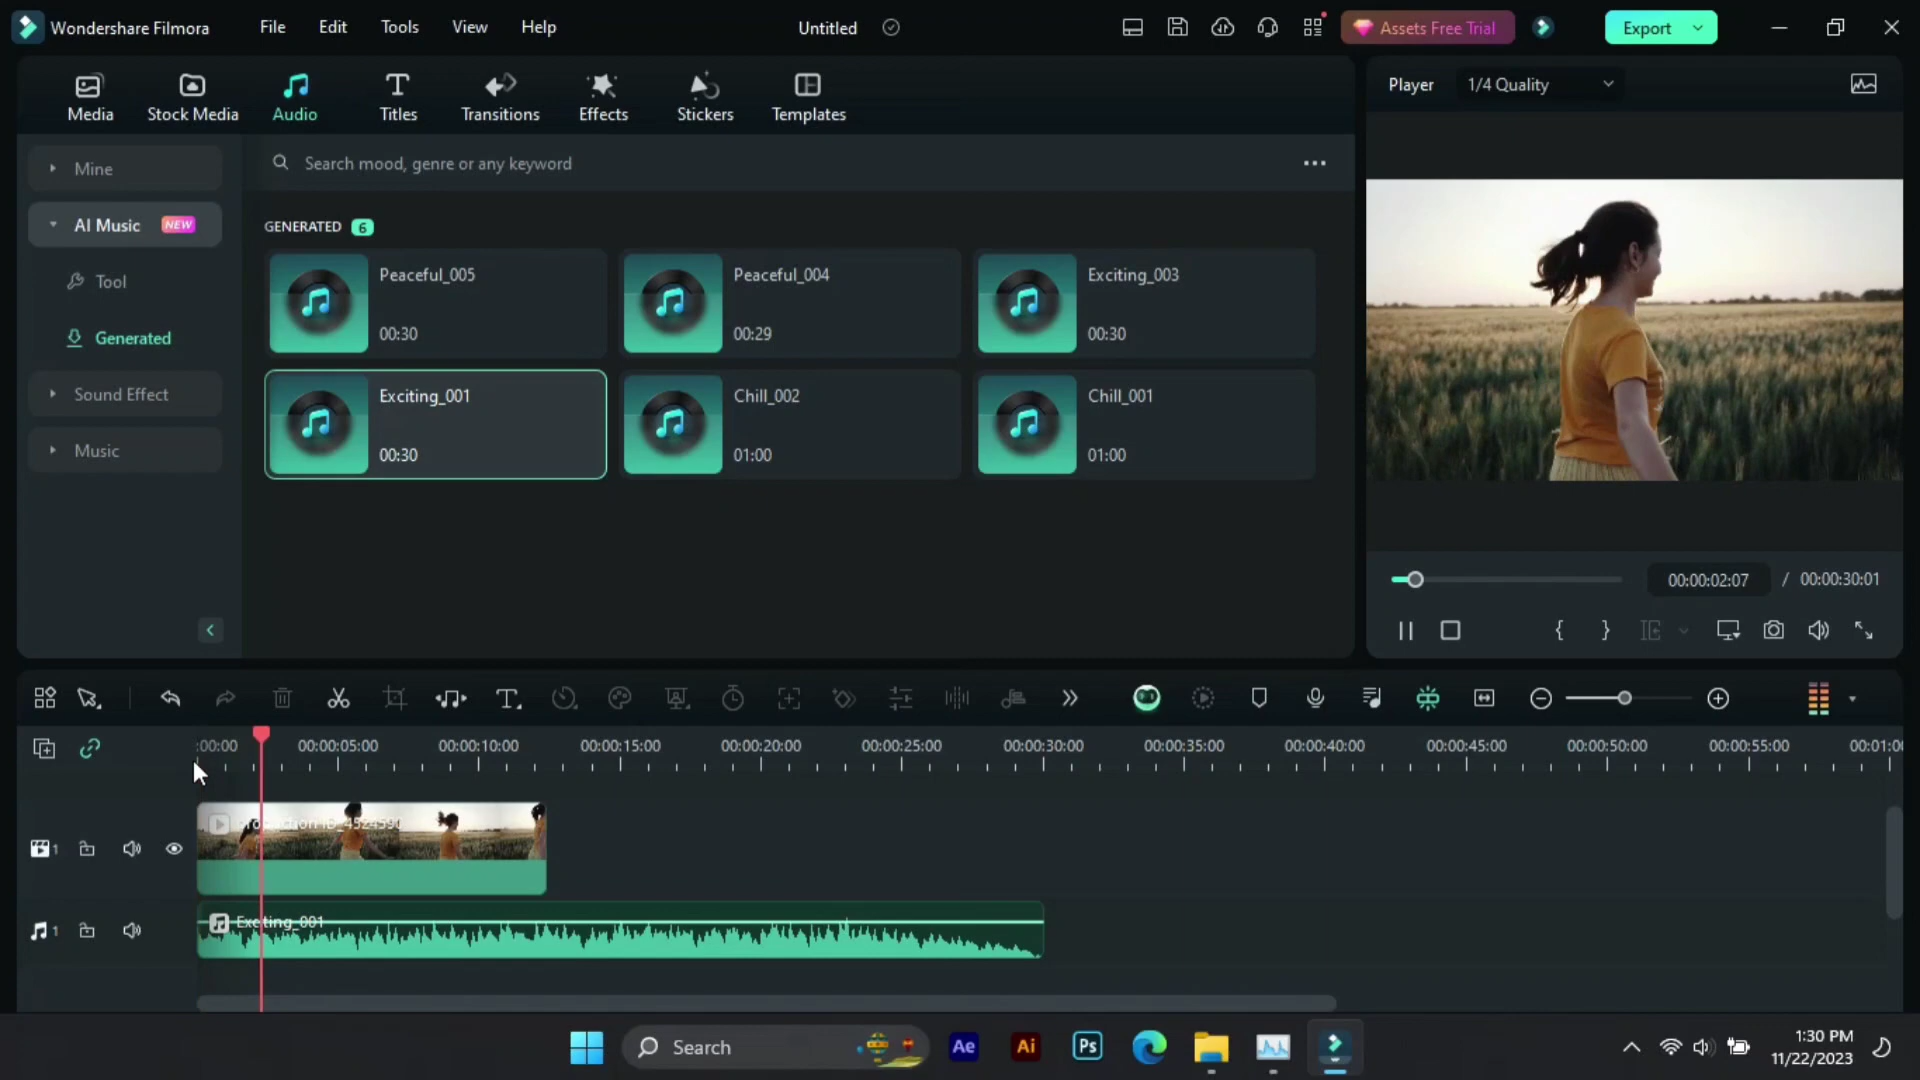 Wondershare Filmora File Edit Tools View Help Untitled Assets Free Trial Export
Media Stock Media Audio Titles Transitions Effects Stickers Templates
Player 1/4 Quality
Mine
Search mood, genre or any keyword
AI Music NEW
Tool
Generated
Sound Effect
Music
GENERATED 6
Peaceful_005
00:30
Peaceful_004
00:29
Exciting_003
00:30
Exciting_001
00:30
Chill_002
01:00
Chill_001
01:00
00:00:02:07 / 00:00:30:01
:00:00 00:00:05:00 00:00:10:00 00:00:15:00 00:00:20:00 00:00:25:00 00:00:30:00 00:00:35:00 00:00:40:00 00:00:45:00 00:00:50:00 00:00:55:00 00:01:0
1
1
Exciting_001
Search Ae Ai Ps
1:30 PM
11/22/2023